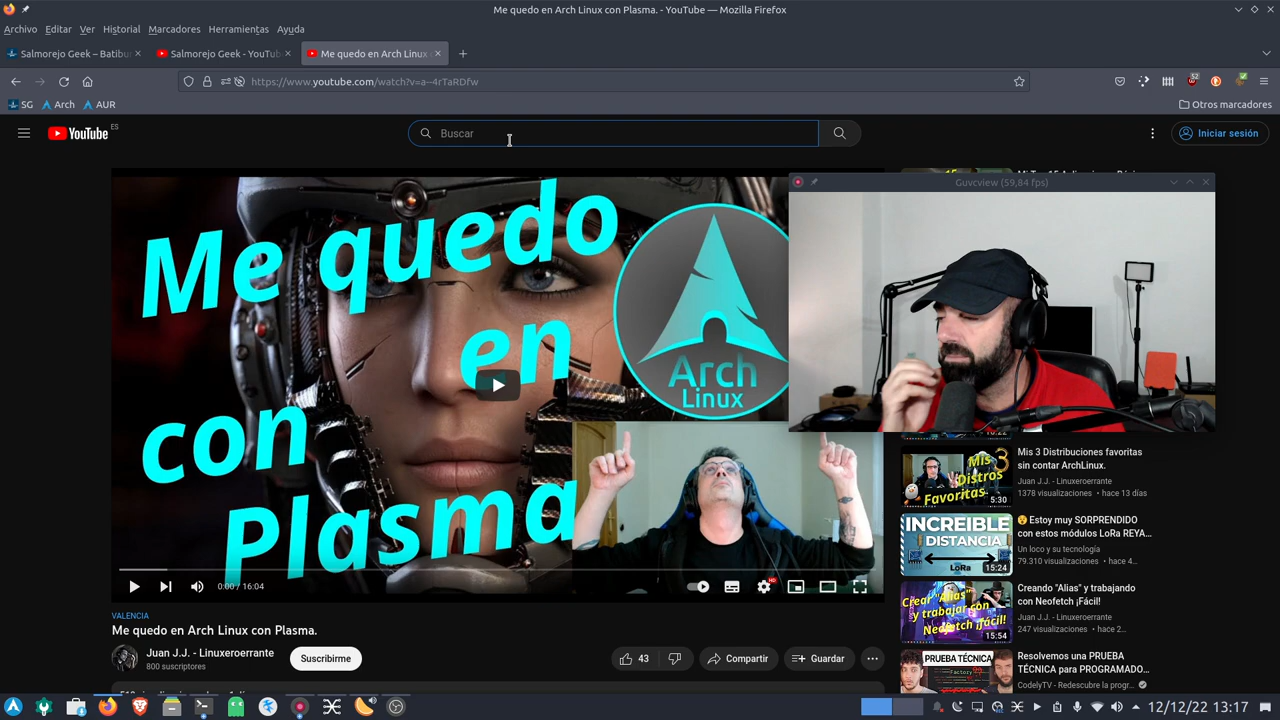 Me quedo en Arch Linux con Plasma. - YouTube — Mozilla Firefox
Archivo Editar Ver Historial Marcadores Herramientas Ayuda
Salmorejo Geek – Batibur
Salmorejo Geek - YouTub
Me quedo en Arch Linux
https://www.youtube.com/watch?v=a--4rTaRDfw
52
SG Arch AUR
Otros marcadores
YouTube ES
Buscar
Iniciar sesión
Guvcview (59,84 fps)
Me quedo
en
con
Plasma
Arch
Linux
0:00 / 16:04
HD
VALENCIA
Me quedo en Arch Linux con Plasma.
Juan J.J. - Linuxeroerrante
800 suscriptores
Suscribirme
43
Compartir
Guardar
Mis 3
Distros
Favoritas
5:30
Mis 3 Distribuciones favoritas
sin contar ArchLinux.
Juan J.J. - Linuxeroerrante
1378 visualizaciones • hace 13 días
INCREIBLE
DISTANCIA
LoRa
15:24
Estoy muy SORPRENDIDO
con estos módulos LoRa REYA...
Un loco y su tecnología
79.310 visualizaciones • hace 4...
Crear "Alias"
y trabajar con
Neofetch ¡fácil!
15:54
Creando "Alias" y trabajando
con Neofetch ¡Fácil!
Juan J.J. - Linuxeroerrante
247 visualizaciones • hace 2...
PRUEBA
TÉCNICA
Factory
Resolvemos una PRUEBA
TÉCNICA para PROGRAMADO...
CodelyTV - Redescubre la progr...
12/12/22 13:17